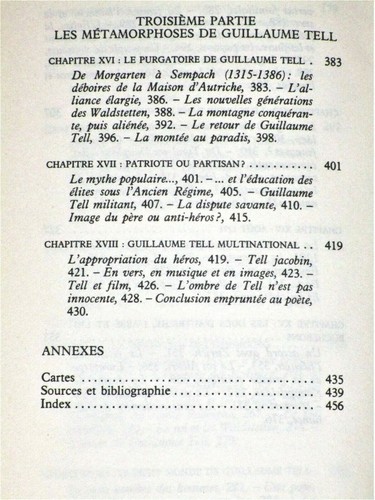 TROISIÈME PARTIE
LES MÉTAMORPHOSES DE GUILLAUME TELL
CHAPITRE XVI : LE PURGATOIRE DE GUILLAUME TELL . 383
De Morgarten à Sempach (1315-1386) : les
déboires de la Maison d'Autriche, 383. – L'al-
liance élargie, 386. – Les nouvelles générations
des Waldstetten, 388. – La montagne conquéran-
te, puis aliénée, 392. – Le retour de Guillaume
Tell, 396. – La montée au paradis, 398.
CHAPITRE XVII : PATRIOTE OU PARTISAN? . . . . . . . . . . . 401
Le mythe populaire..., 401. –... et l'éducation des
élites sous l'Ancien Régime, 405. – Guillaume
Tell militant, 407. – La dispute savante, 410. –
Image du père ou anti-héros?, 415.
CHAPITRE XVIII : GUILLAUME TELL MULTINATIONAL . . 419
L'appropriation du héros, 419. – Tell jacobin,
421. – En vers, en musique et en images, 423. –
Tell et film, 426. – L'ombre de Tell n'est pas
innocente, 428. – Conclusion empruntée au poète,
430.
ANNEXES
Cartes . . . . . . . . . . . . . . . . . . . . . . . . . . . . . . . . . . 435
Sources et bibliographie . . . . . . . . . . . . . . . . . . . 439
Index . . . . . . . . . . . . . . . . . . . . . . . . . . . . . . . . . . 456